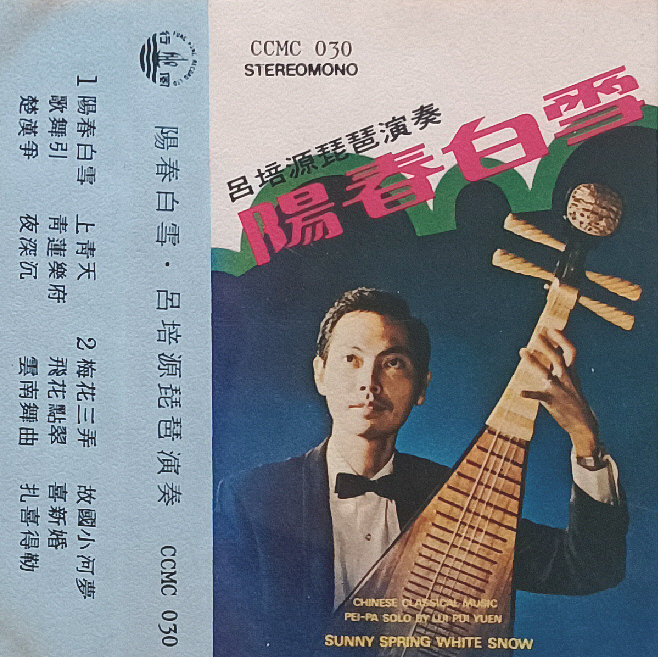 CCMC 030
STEREOMONO
呂培源琵琶演奏
陽春白雪
CHINESE CLASSICAL MUSIC
PEI-PA SOLO BY LUI PUI YUEN
SUNNY SPRING WHITE SNOW
陽春白雪・呂培源琵琶演奏 CCMC 030
1 陽春白雪 上青天 2 梅花三弄 故國小河夢
歌舞引 青蓮樂府 飛花點翠 喜新婚
楚漢爭 夜深沉 雲南舞曲 扎喜得勒